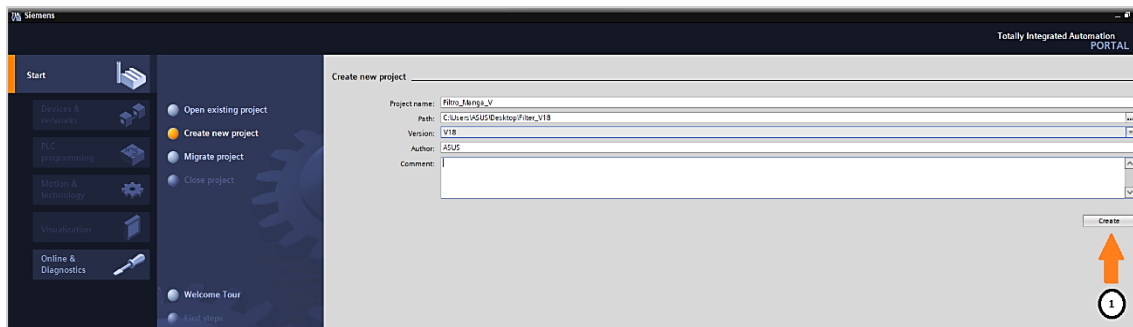 Siemens
Totally Integrated Automation
PORTAL
Start
Devices &
networks
PLC
programming
Motion &
technology
Visualization
Online &
Diagnostics
Open existing project
Create new project
Migrate project
Close project
Welcome Tour
First steps
Create new project
Project name: Filtro_Manga_V
Path: C:\Users\ASUS\Desktop\Filter_V18
...
Version: V18
Author: ASUS
Comment:
Create
1